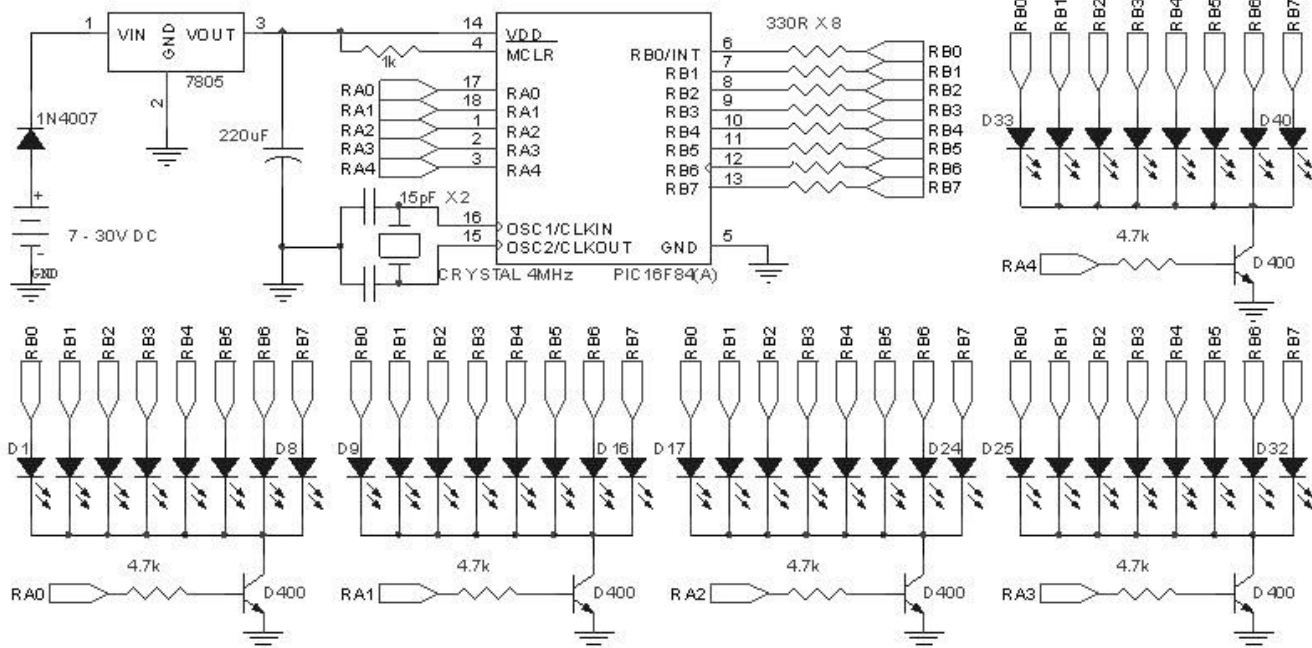 1 VIN GND VOUT 3
7805
2
1N4007
+
7 - 30V DC
-
GND
220uF
1k
14 VDD
4 MCLR
RA0 17 RA0
RA1 18 RA1
RA2 1 RA2
RA3 2 RA3
RA4 3 RA4
15pF X2
16 OSC1/CLKIN
15 OSC2/CLKOUT
CRYSTAL 4MHz
GND 5
PIC16F84(A)
330R X 8
RB0/INT 6 RB0
RB1 7 RB1
RB2 8 RB2
RB3 9 RB3
RB4 10 RB4
RB5 11 RB5
RB6 12 RB6
RB7 13 RB7
RB0 RB1 RB2 RB3 RB4 RB5 RB6 RB7
D33 D40
4.7k
RA4 D400
RB0 RB1 RB2 RB3 RB4 RB5 RB6 RB7
D1 D8
4.7k
RA0 D400
RB0 RB1 RB2 RB3 RB4 RB5 RB6 RB7
D9 D16
4.7k
RA1 D400
RB0 RB1 RB2 RB3 RB4 RB5 RB6 RB7
D17 D24
4.7k
RA2 D400
RB0 RB1 RB2 RB3 RB4 RB5 RB6 RB7
D25 D32
4.7k
RA3 D400